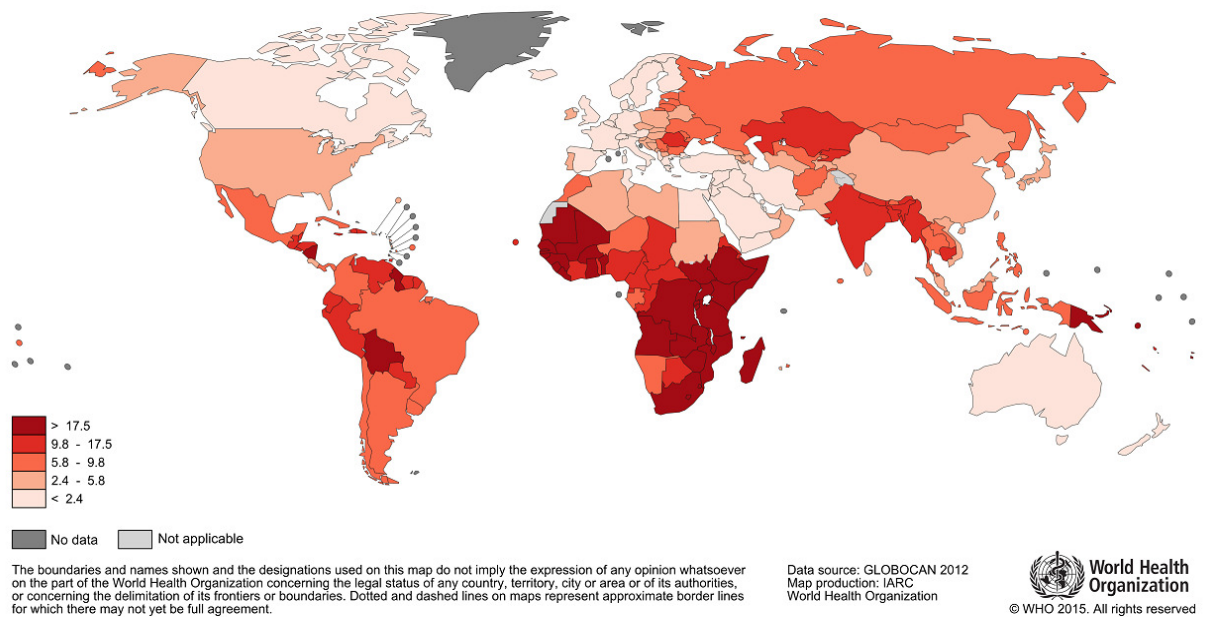 > 17.5
9.8 - 17.5
5.8 - 9.8
2.4 - 5.8
< 2.4
No data
Not applicable
The boundaries and names shown and the designations used on this map do not imply the expression of any opinion whatsoever
on the part of the World Health Organization concerning the legal status of any country, territory, city or area or of its authorities,
or concerning the delimitation of its frontiers or boundaries. Dotted and dashed lines on maps represent approximate border lines
for which there may not yet be full agreement.
Data source: GLOBOCAN 2012
Map production: IARC
World Health Organization
World Health
Organization
© WHO 2015. All rights reserved